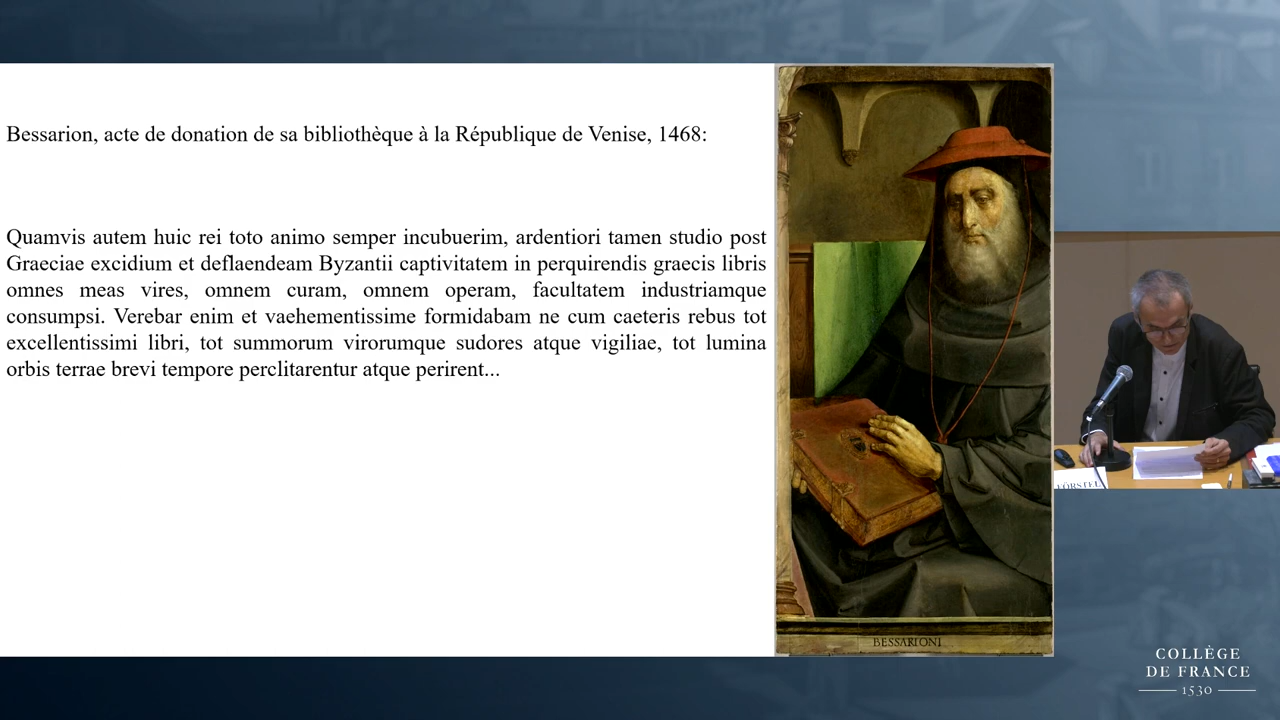 Bessarion, acte de donation de sa bibliothèque à la République de Venise, 1468:
Quamvis autem huic rei toto animo semper incubuerim, ardentiori tamen studio post
Graeciae excidium et deflaendeam Byzantii captivitatem in perquirendis graecis libris
omnes meas vires, omnem curam, omnem operam, facultatem industriamque
consumpsi. Verebar enim et vaehementissime formidabam ne cum caeteris rebus tot
excellentissimi libri, tot summorum virorumque sudores atque vigiliae, tot lumina
orbis terrae brevi tempore perclitarentur atque perirent...
BESSARIONI
FÖRSTEL
COLLÈGE
DE FRANCE
1530